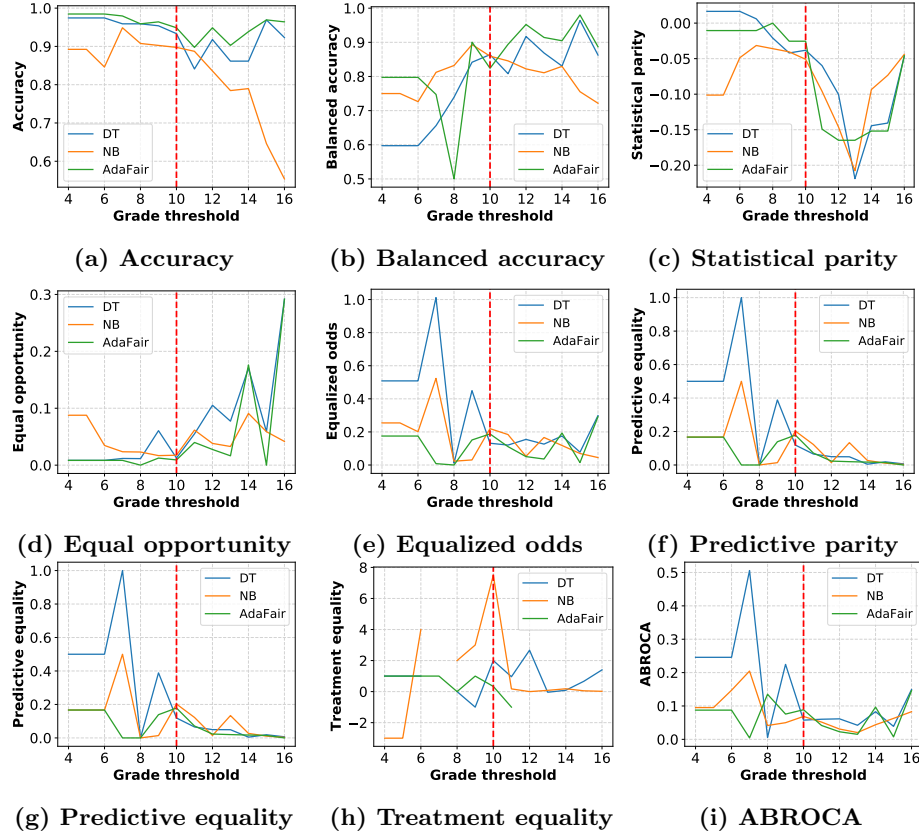 1.0
0.9
0.8
0.7
0.6
Accuracy
DT
NB
AdaFair
4 6 8 10 12 14 16
Grade threshold
(a) Accuracy
1.0
0.9
0.8
0.7
0.6
0.5
Balanced accuracy
DT
NB
AdaFair
4 6 8 10 12 14 16
Grade threshold
(b) Balanced accuracy
0.00
−0.05
−0.10
−0.15
−0.20
Statistical parity
DT
NB
AdaFair
4 6 8 10 12 14 16
Grade threshold
(c) Statistical parity
0.3
0.2
0.1
0.0
Equal opportunity
DT
NB
AdaFair
4 6 8 10 12 14 16
Grade threshold
(d) Equal opportunity
1.0
0.8
0.6
0.4
0.2
0.0
Equalized odds
DT
NB
AdaFair
4 6 8 10 12 14 16
Grade threshold
(e) Equalized odds
1.0
0.8
0.6
0.4
0.2
0.0
Predictive equality
DT
NB
AdaFair
4 6 8 10 12 14 16
Grade threshold
(f) Predictive parity
1.0
0.8
0.6
0.4
0.2
0.0
Predictive equality
DT
NB
AdaFair
4 6 8 10 12 14 16
Grade threshold
(g) Predictive equality
8
6
4
2
0
−2
Treatment equality
DT
NB
AdaFair
4 6 8 10 12 14 16
Grade threshold
(h) Treatment equality
0.5
0.4
0.3
0.2
0.1
0.0
ABROCA
DT
NB
AdaFair
4 6 8 10 12 14 16
Grade threshold
(i) ABROCA